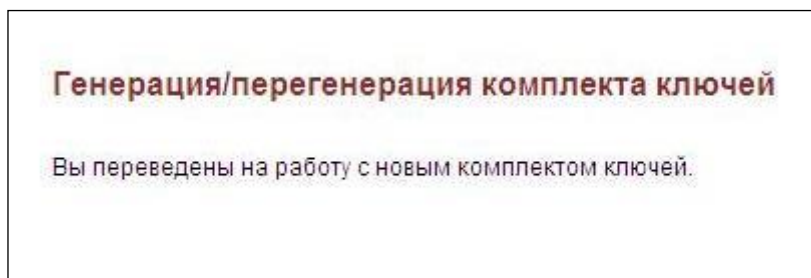 Генерация/перегенерация комплекта ключей
Вы переведены на работу с новым комплектом ключей.